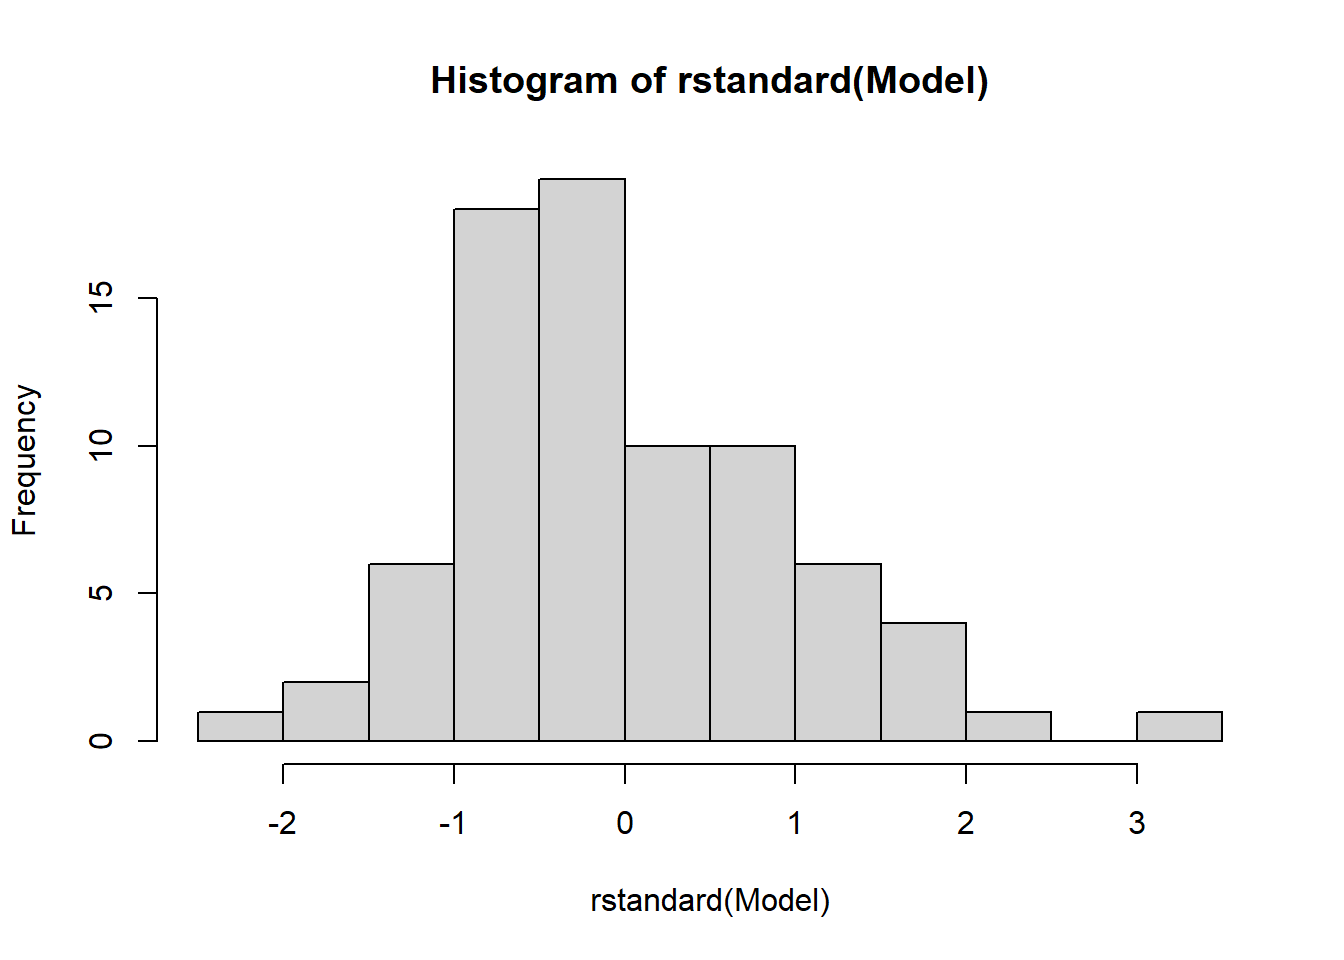 Histogram of rstandard(Model)
Frequency
15
10
5
0
-2 -1 0 1 2 3
rstandard(Model)